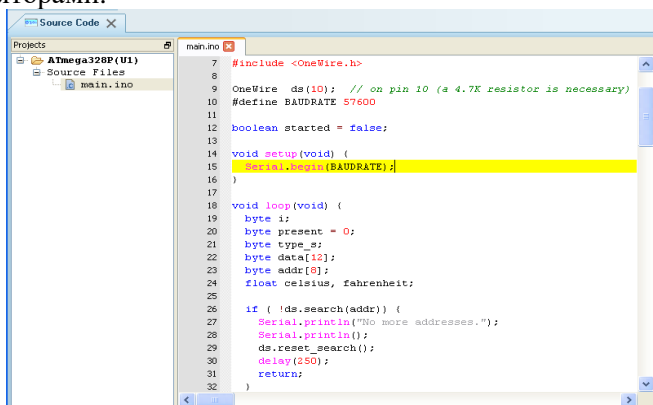 Source Code
Projects
ATmega328P(U1)
Source Files
main.ino
main.ino
7 #include <OneWire.h>
8
9 OneWire  ds(10);  // on pin 10 (a 4.7K resistor is necessary)
10 #define BAUDRATE 57600
11
12 boolean started = false;
13
14 void setup(void) {
15   Serial.begin(BAUDRATE);
16 }
17
18 void loop(void) {
19   byte i;
20   byte present = 0;
21   byte type_s;
22   byte data[12];
23   byte addr[8];
24   float celsius, fahrenheit;
25
26   if ( !ds.search(addr)) {
27     Serial.println("No more addresses.");
28     Serial.println();
29     ds.reset_search();
30     delay(250);
31     return;
32   }